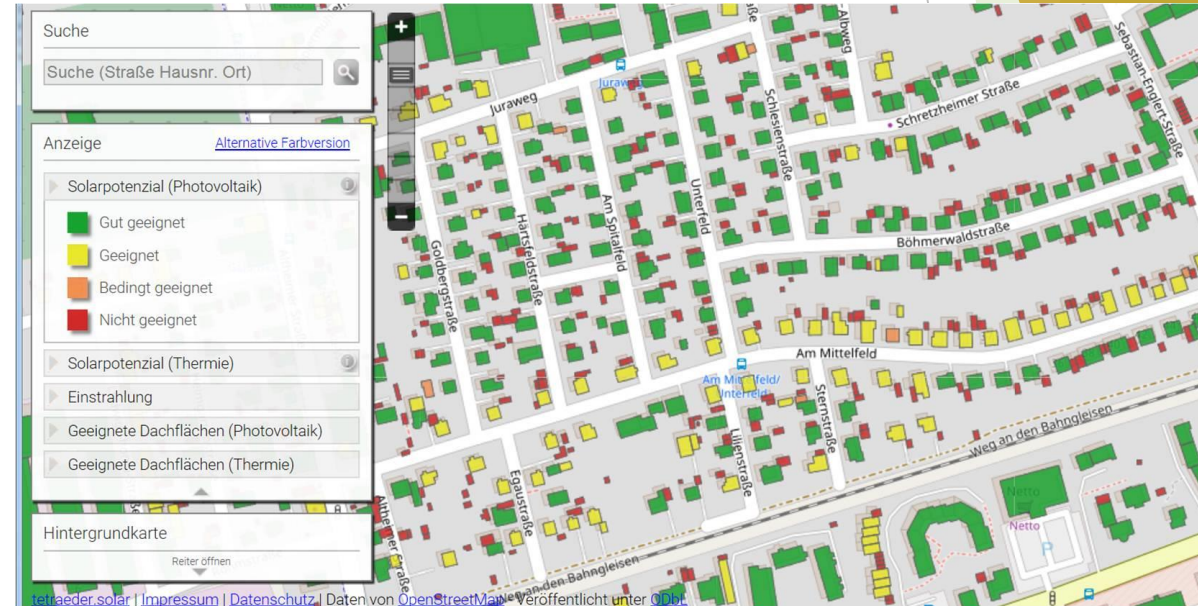 Suche
Suche (Straße Hausnr. Ort)
Anzeige Alternative Farbversion
Solarpotenzial (Photovoltaik)
Gut geeignet
Geeignet
Bedingt geeignet
Nicht geeignet
Solarpotenzial (Thermie)
Einstrahlung
Geeignete Dachflächen (Photovoltaik)
Geeignete Dachflächen (Thermie)
Hintergrundkarte
Reiter öffnen
tetraeder.solar | Impressum | Datenschutz | Daten von OpenStreetMap - Veröffentlicht unter ODbL
+
−
Juraweg
Juraweg
Albweg
Sebastian-Englert-Straße
Schretzheimer Straße
Schlesienstraße
Unterfeld
Am Spitalfeld
Härtsfeldstraße
Goldbergstraße
Böhmerwaldstraße
Am Mittelfeld
Am Mittelfeld/
Unterfeld
Sternstraße
Lilienstraße
Egaustraße
Altheimer Straße
Weg an den Bahngleisen
Weg an den Bahngleisen
Netto
Netto
P